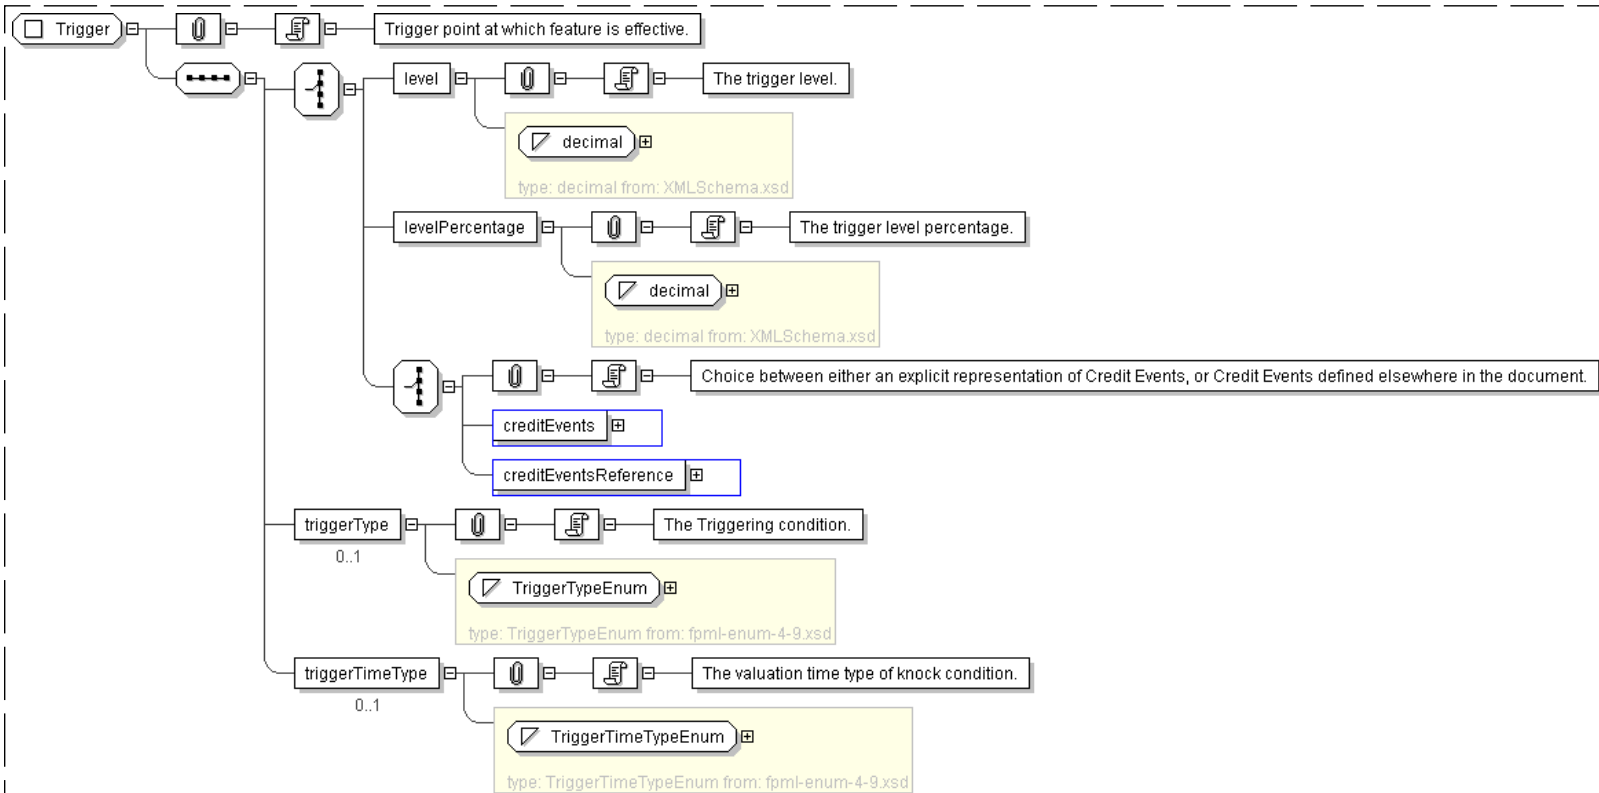 Trigger
Trigger point at which feature is effective.
level
The trigger level.
decimal
type: decimal from: XMLSchema.xsd
levelPercentage
The trigger level percentage.
decimal
type: decimal from: XMLSchema.xsd
Choice between either an explicit representation of Credit Events, or Credit Events defined elsewhere in the document.
creditEvents
creditEventsReference
triggerType
The Triggering condition.
0..1
TriggerTypeEnum
type: TriggerTypeEnum from: fpml-enum-4-9.xsd
triggerTimeType
The valuation time type of knock condition.
0..1
TriggerTimeTypeEnum
type: TriggerTimeTypeEnum from: fpml-enum-4-9.xsd